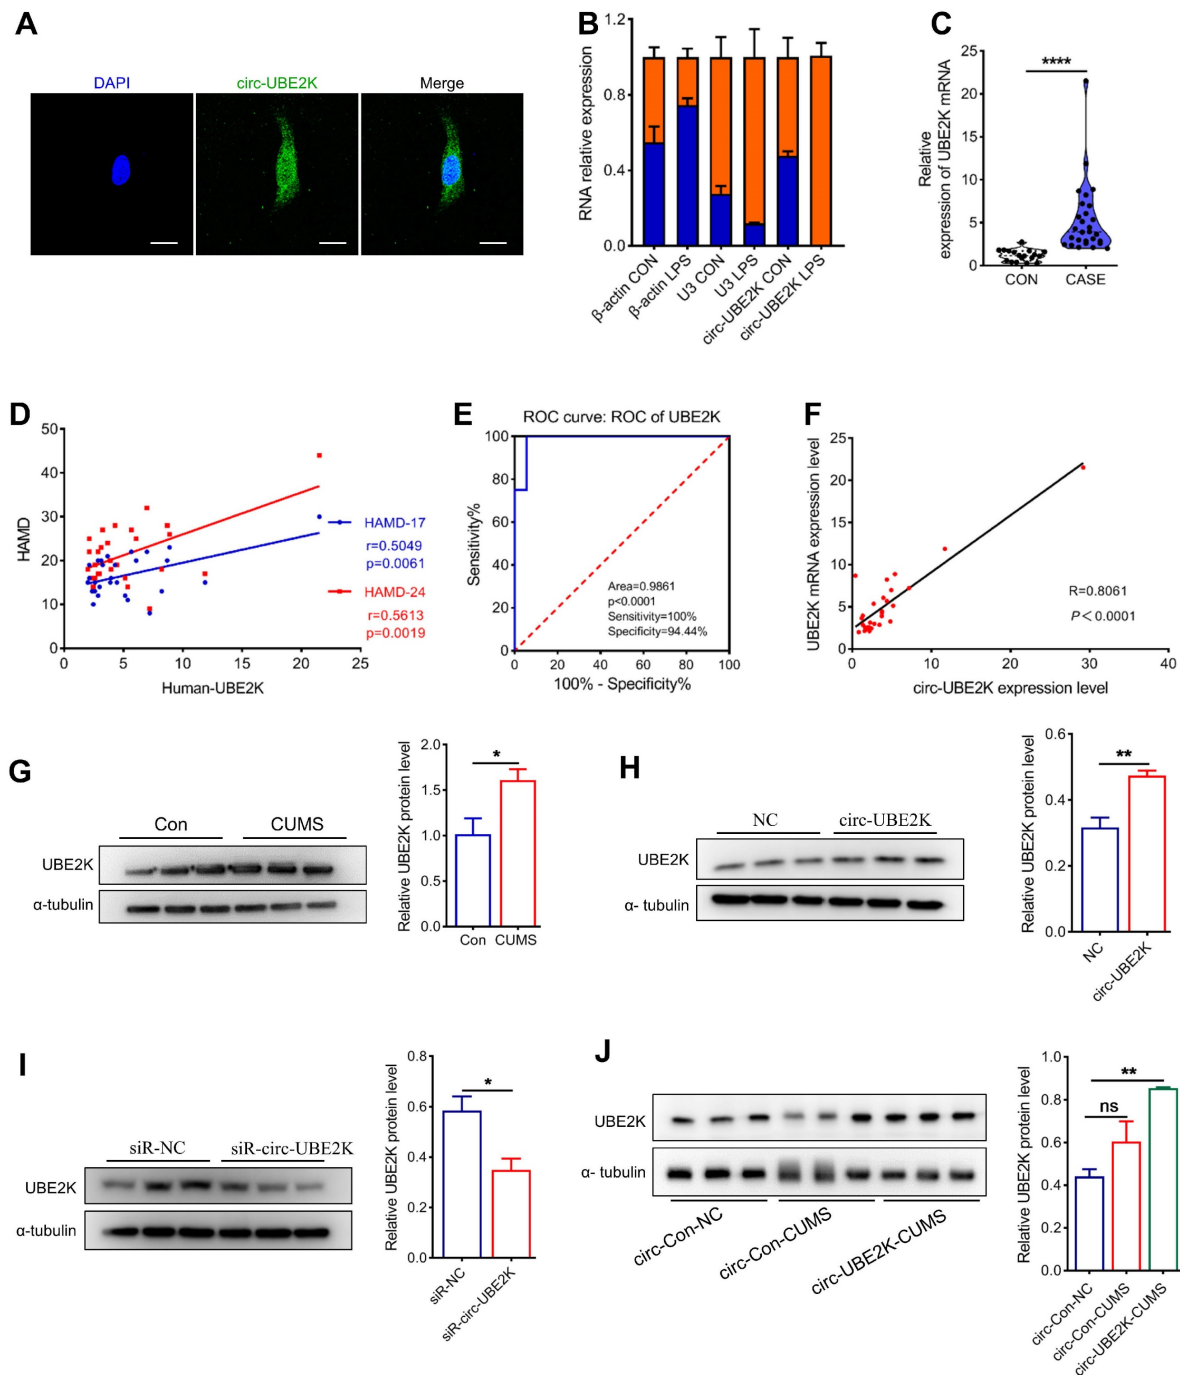 A
DAPI
circ-UBE2K
Merge
B
RNA relative expression
1.2
0.8
0.4
0.0
β-actin CON
β-actin LPS
U3 CON
U3 LPS
circ-UBE2K CON
circ-UBE2K LPS
C
Relative
expression of UBE2K mRNA
25
20
15
10
5
0
****
CON
CASE
D
HAMD
50
40
30
20
10
0
0
5
10
15
20
25
Human-UBE2K
HAMD-17
r=0.5049
p=0.0061
HAMD-24
r=0.5613
p=0.0019
E
ROC curve: ROC of UBE2K
Sensitivity%
100
80
60
40
20
0
0
20
40
60
80
100
100% - Specificity%
Area=0.9861
p<0.0001
Sensitivity=100%
Specificity=94.44%
F
UBE2K mRNA expression level
25
20
15
10
5
0
0
10
20
30
40
circ-UBE2K expression level
R=0.8061
P<0.0001
G
Con
CUMS
UBE2K
α-tubulin
Relative UBE2K protein level
2.0
1.5
1.0
0.5
0.0
*
Con
CUMS
H
NC
circ-UBE2K
UBE2K
α- tubulin
Relative UBE2K protein level
0.6
0.4
0.2
0.0
**
NC
circ-UBE2K
I
siR-NC
siR-circ-UBE2K
UBE2K
α-tubulin
Relative UBE2K protein level
0.8
0.6
0.4
0.2
0.0
*
siR-NC
siR-circ-UBE2K
J
UBE2K
α- tubulin
circ-Con-NC
circ-Con-CUMS
circ-UBE2K-CUMS
Relative UBE2K protein level
1.0
0.8
0.6
0.4
0.2
0.0
**
ns
circ-Con-NC
circ-Con-CUMS
circ-UBE2K-CUMS